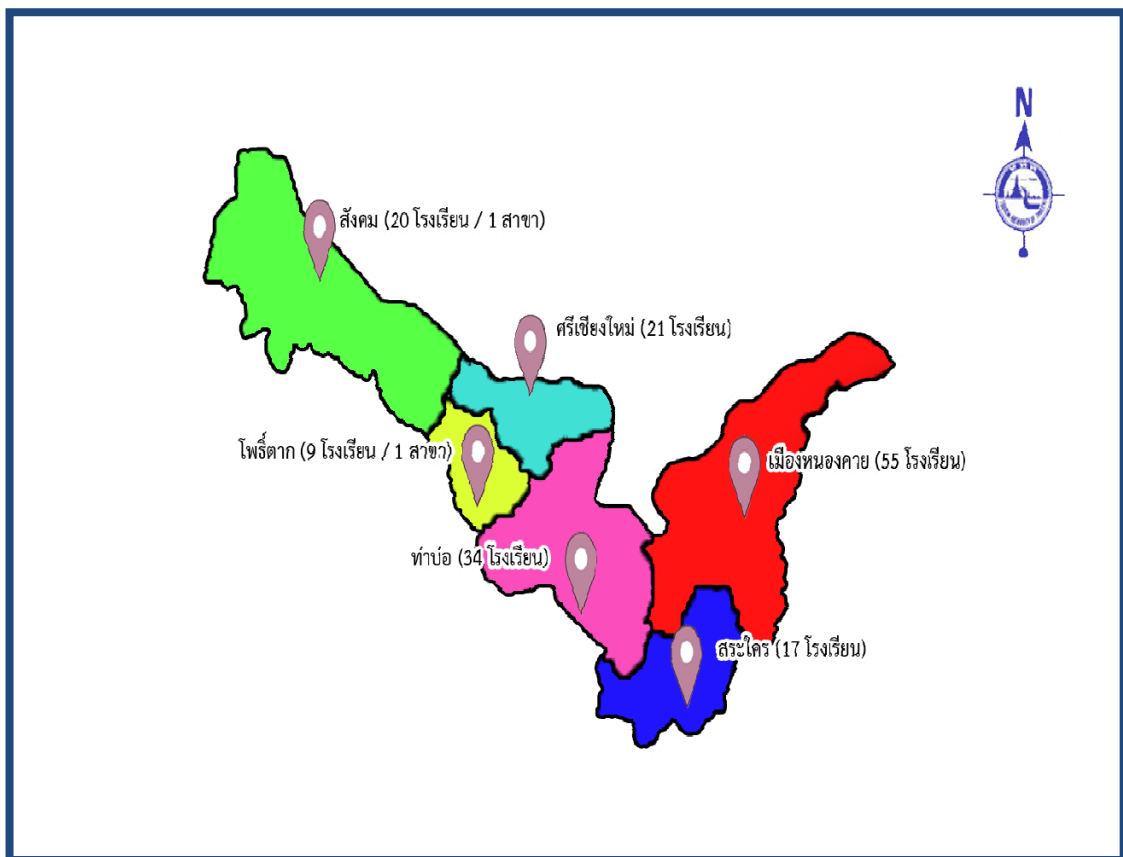 N
สังคม (20 โรงเรียน / 1 สาขา)
ศรีเชียงใหม่ (21 โรงเรียน)
โพธิ์ตาก (9 โรงเรียน / 1 สาขา)
เมืองหนองคาย (55 โรงเรียน)
ท่าบ่อ (34 โรงเรียน)
สระใคร (17 โรงเรียน)